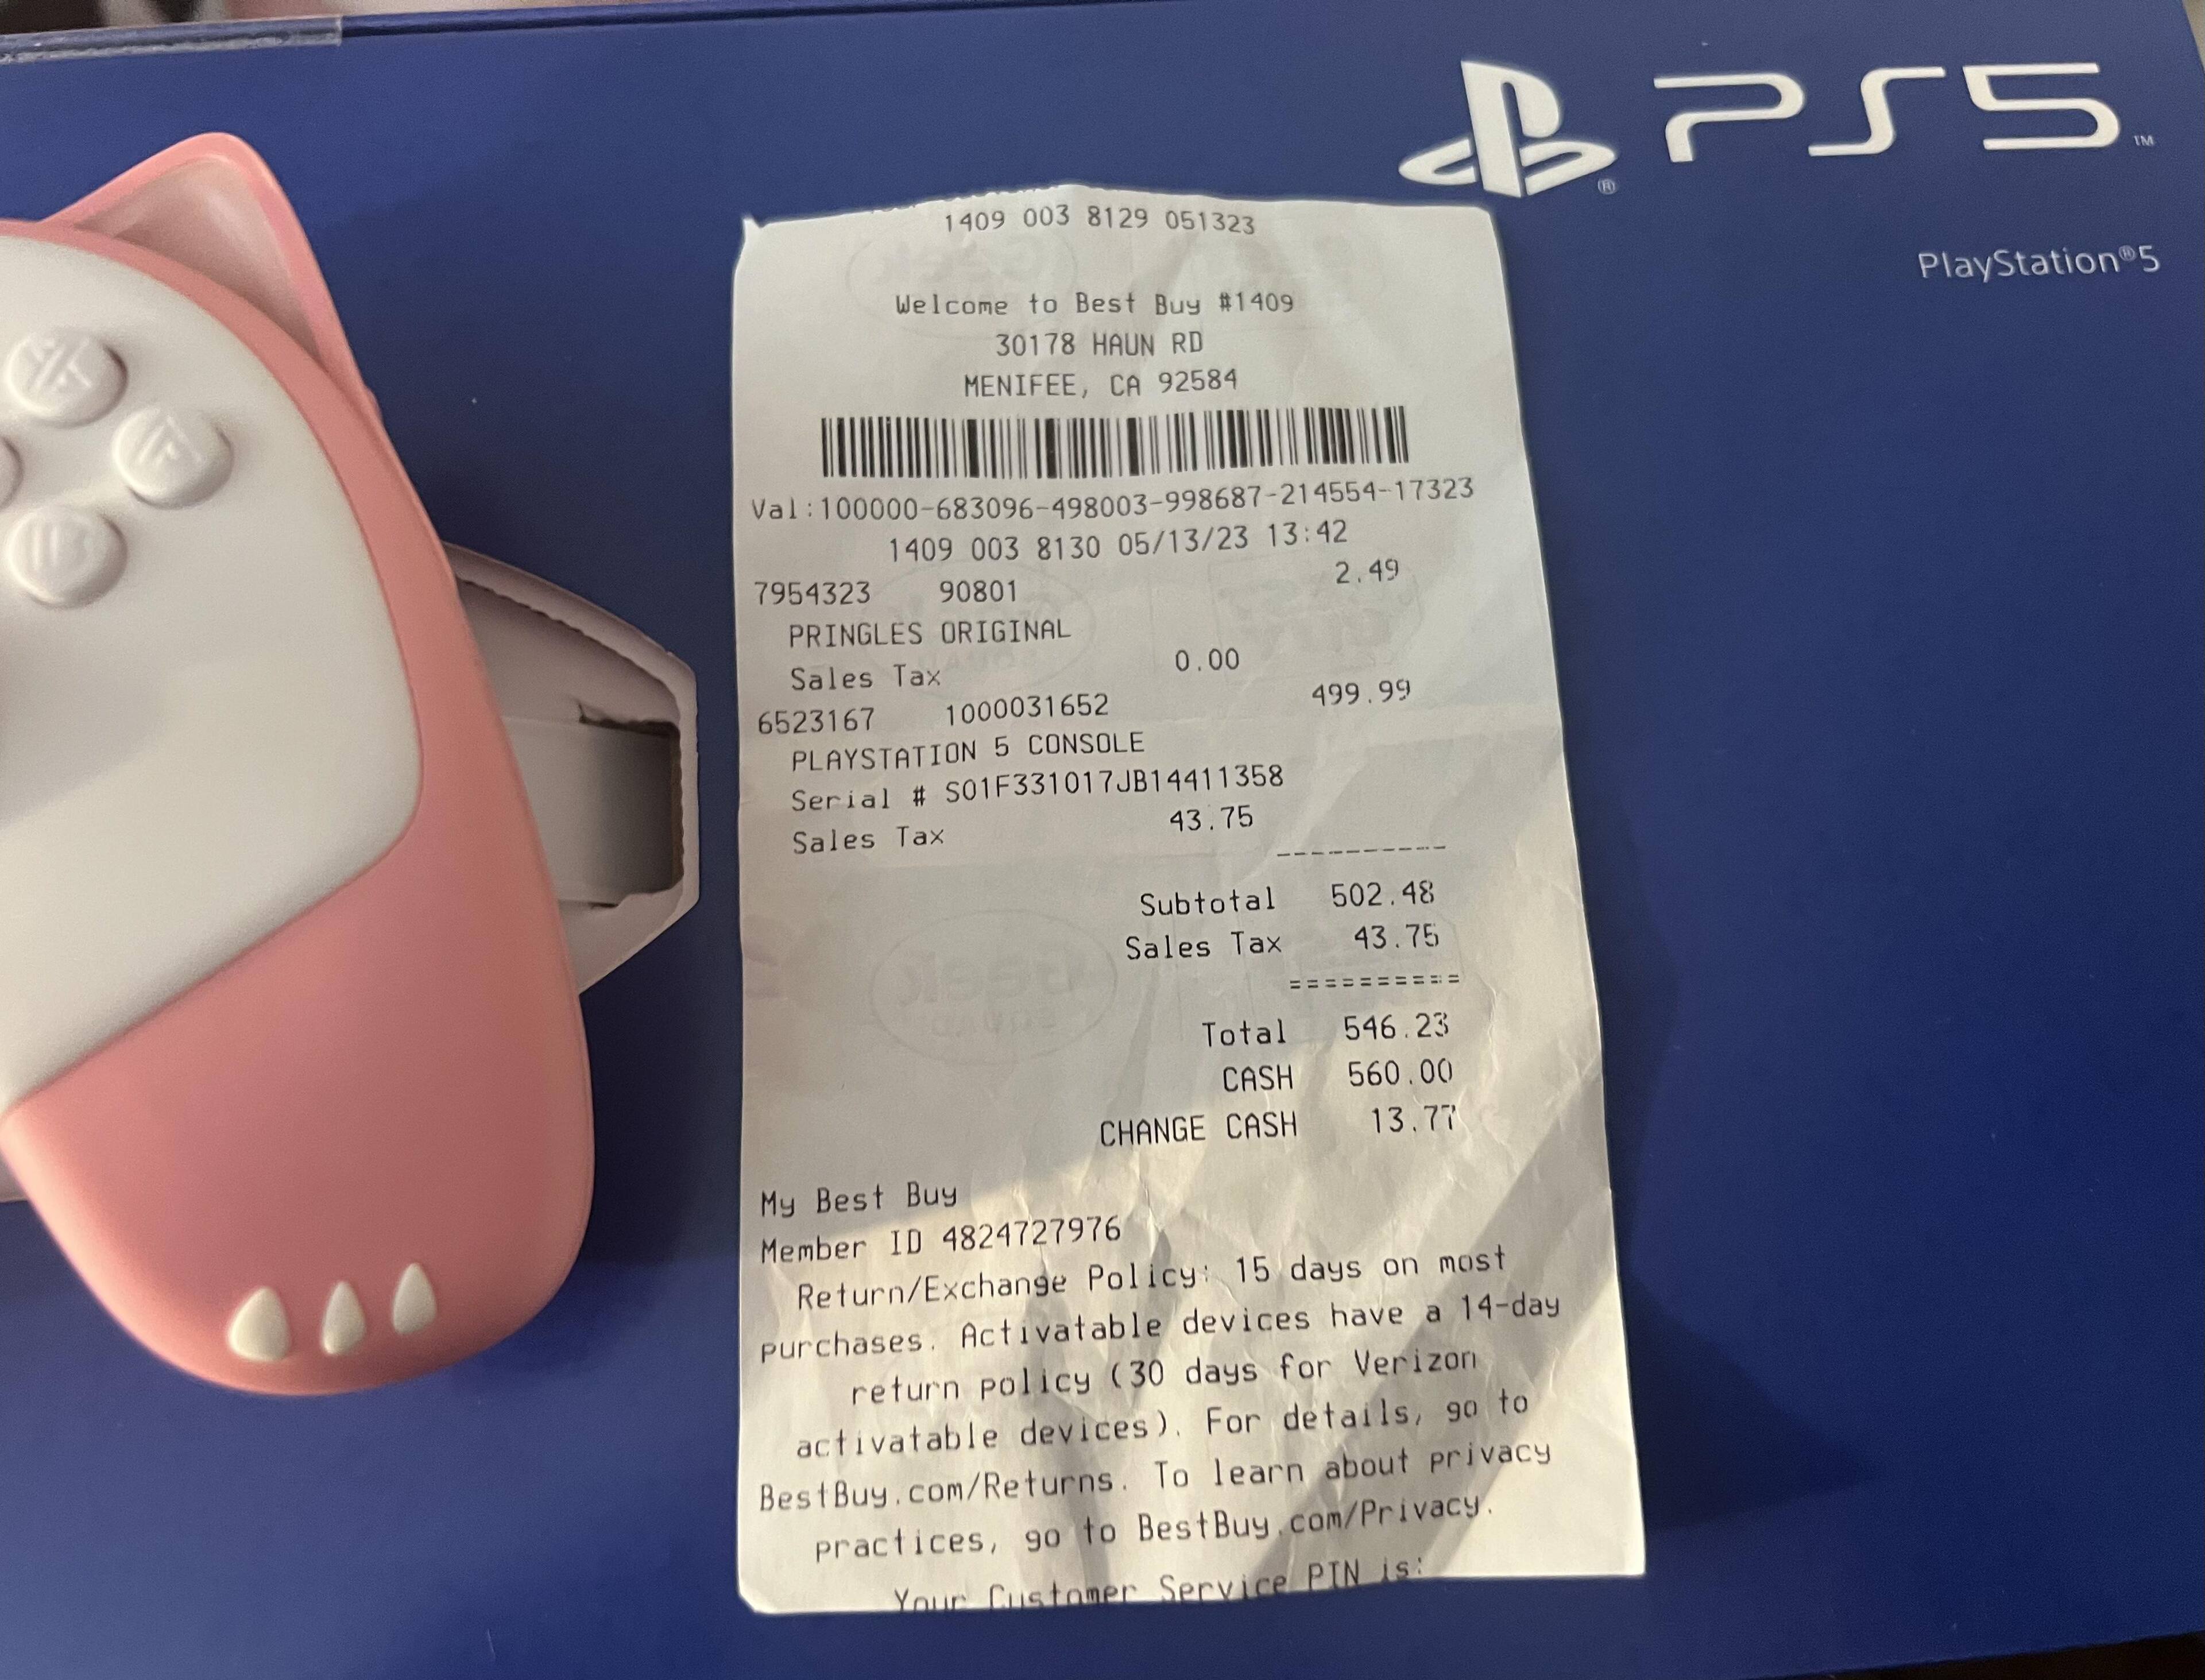 PS5™
PlayStation®5
1409 003 8129 051323
Welcome to Best Buy #1409
30178 HAUN RD
MENIFEE, CA 92584
Val:100000-683096-498003-998687-214554-17323
1409 003 8130 05/13/23 13:42
7954323 90801 2.49
PRINGLES ORIGINAL
Sales Tax 0.00
6523167 1000031652 499.99
PLAYSTATION 5 CONSOLE
Serial # S01F331017JB14411358
Sales Tax 43.75
----------
Subtotal 502.48
Sales Tax 43.75
==========
Total 546.23
CASH 560.00
CHANGE CASH 13.77
My Best Buy
Member ID 4824727976
Return/Exchange Policy: 15 days on most
purchases. Activatable devices have a 14-day
return policy (30 days for Verizon
activatable devices). For details, go to
BestBuy.com/Returns. To learn about privacy
practices, go to BestBuy.com/Privacy.
Your Customer Service PIN is: